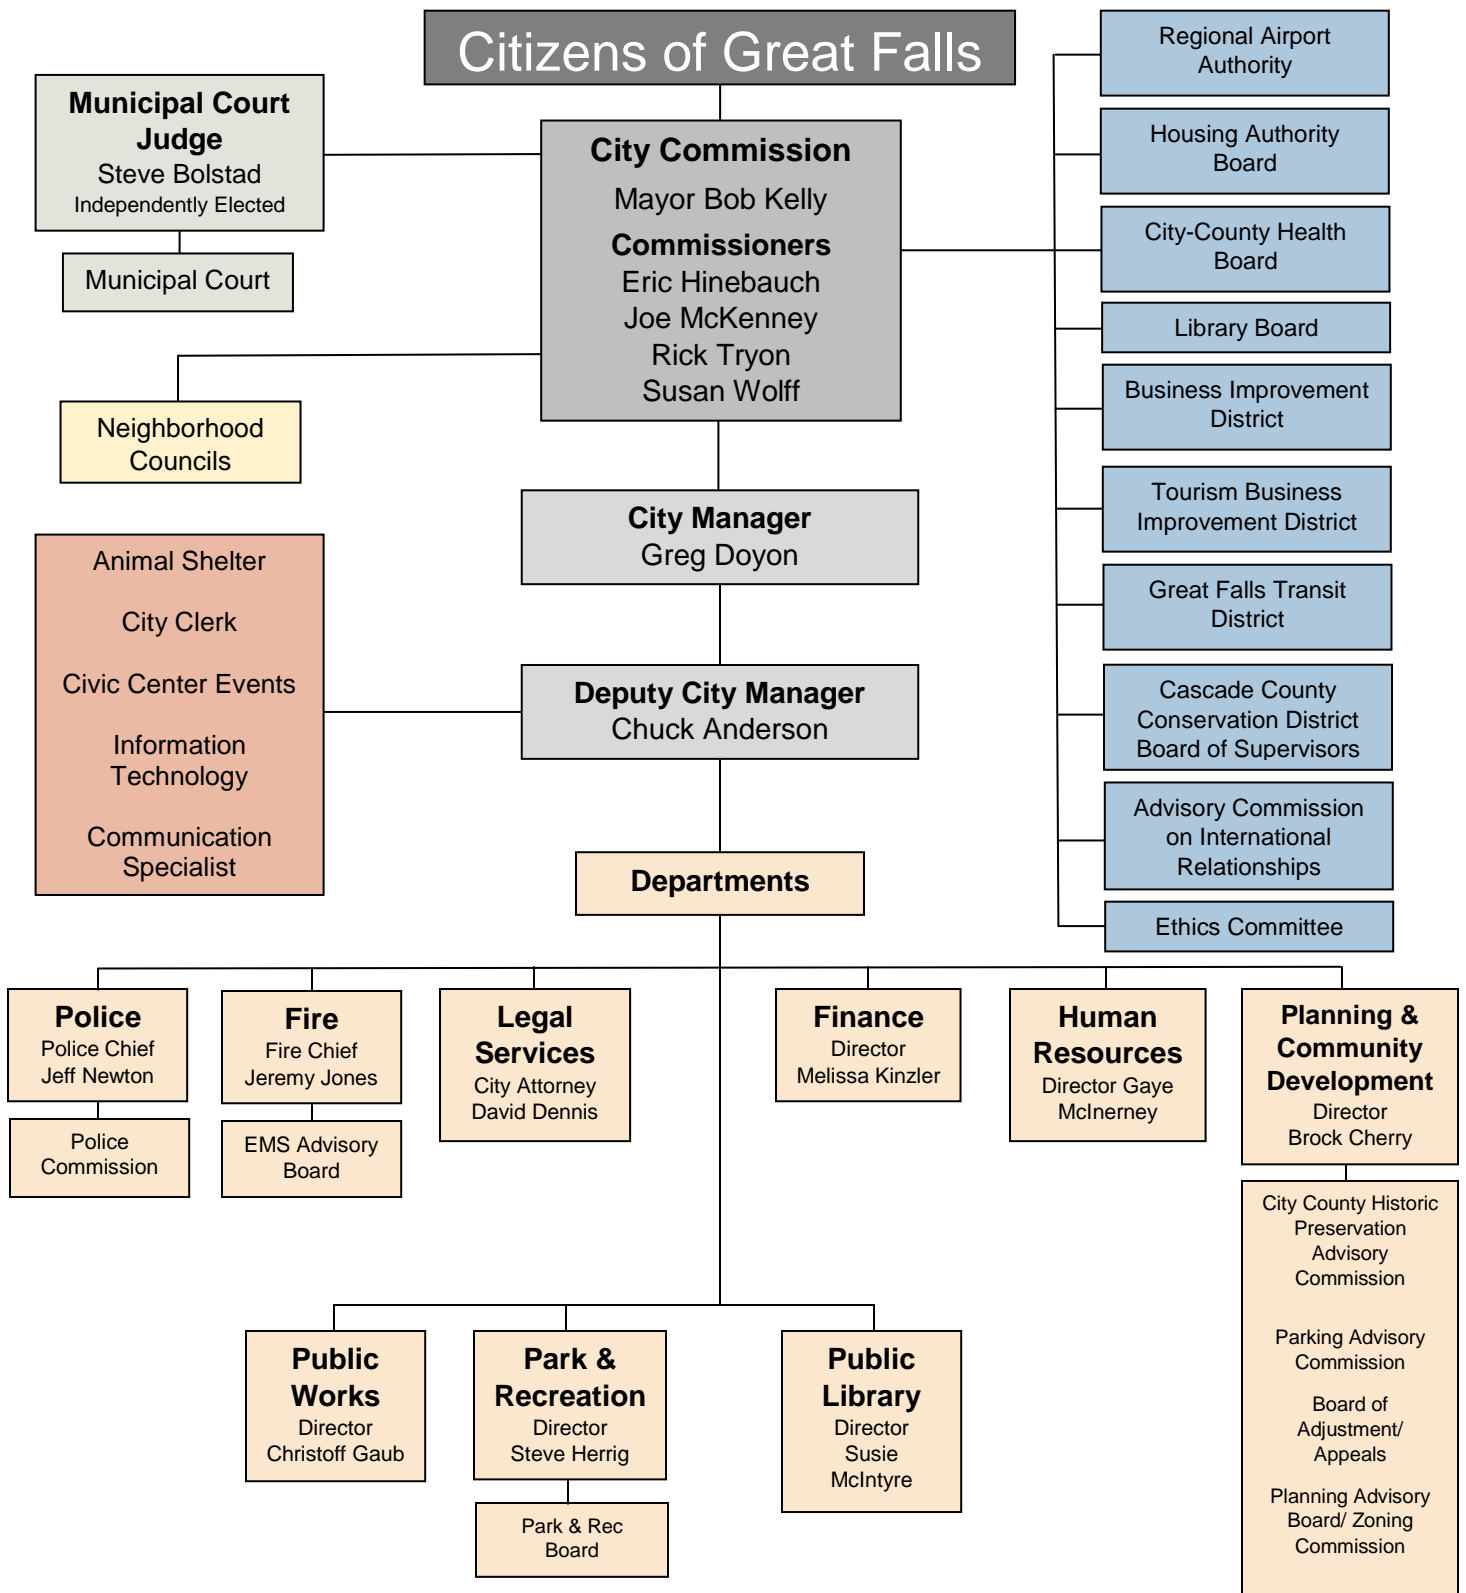 Citizens of Great Falls
Municipal Court
Judge
Steve Bolstad
Independently Elected
Municipal Court
City Commission
Mayor Bob Kelly
Commissioners
Eric Hinebauch
Joe McKenney
Rick Tryon
Susan Wolff
Neighborhood
Councils
Regional Airport
Authority
Housing Authority
Board
City-County Health
Board
Library Board
Business Improvement
District
Tourism Business
Improvement District
Great Falls Transit
District
Cascade County
Conservation District
Board of Supervisors
Advisory Commission
on International
Relationships
Ethics Committee
City Manager
Greg Doyon
Animal Shelter
City Clerk
Civic Center Events
Information
Technology
Communication
Specialist
Deputy City Manager
Chuck Anderson
Departments
Police
Police Chief
Jeff Newton
Police
Commission
Fire
Fire Chief
Jeremy Jones
EMS Advisory
Board
Legal
Services
City Attorney
David Dennis
Finance
Director
Melissa Kinzler
Human
Resources
Director Gaye
McInerney
Planning &
Community
Development
Director
Brock Cherry
City County Historic
Preservation
Advisory
Commission
Parking Advisory
Commission
Board of
Adjustment/
Appeals
Planning Advisory
Board/ Zoning
Commission
Public
Works
Director
Christoff Gaub
Park &
Recreation
Director
Steve Herrig
Park & Rec
Board
Public
Library
Director
Susie
McIntyre